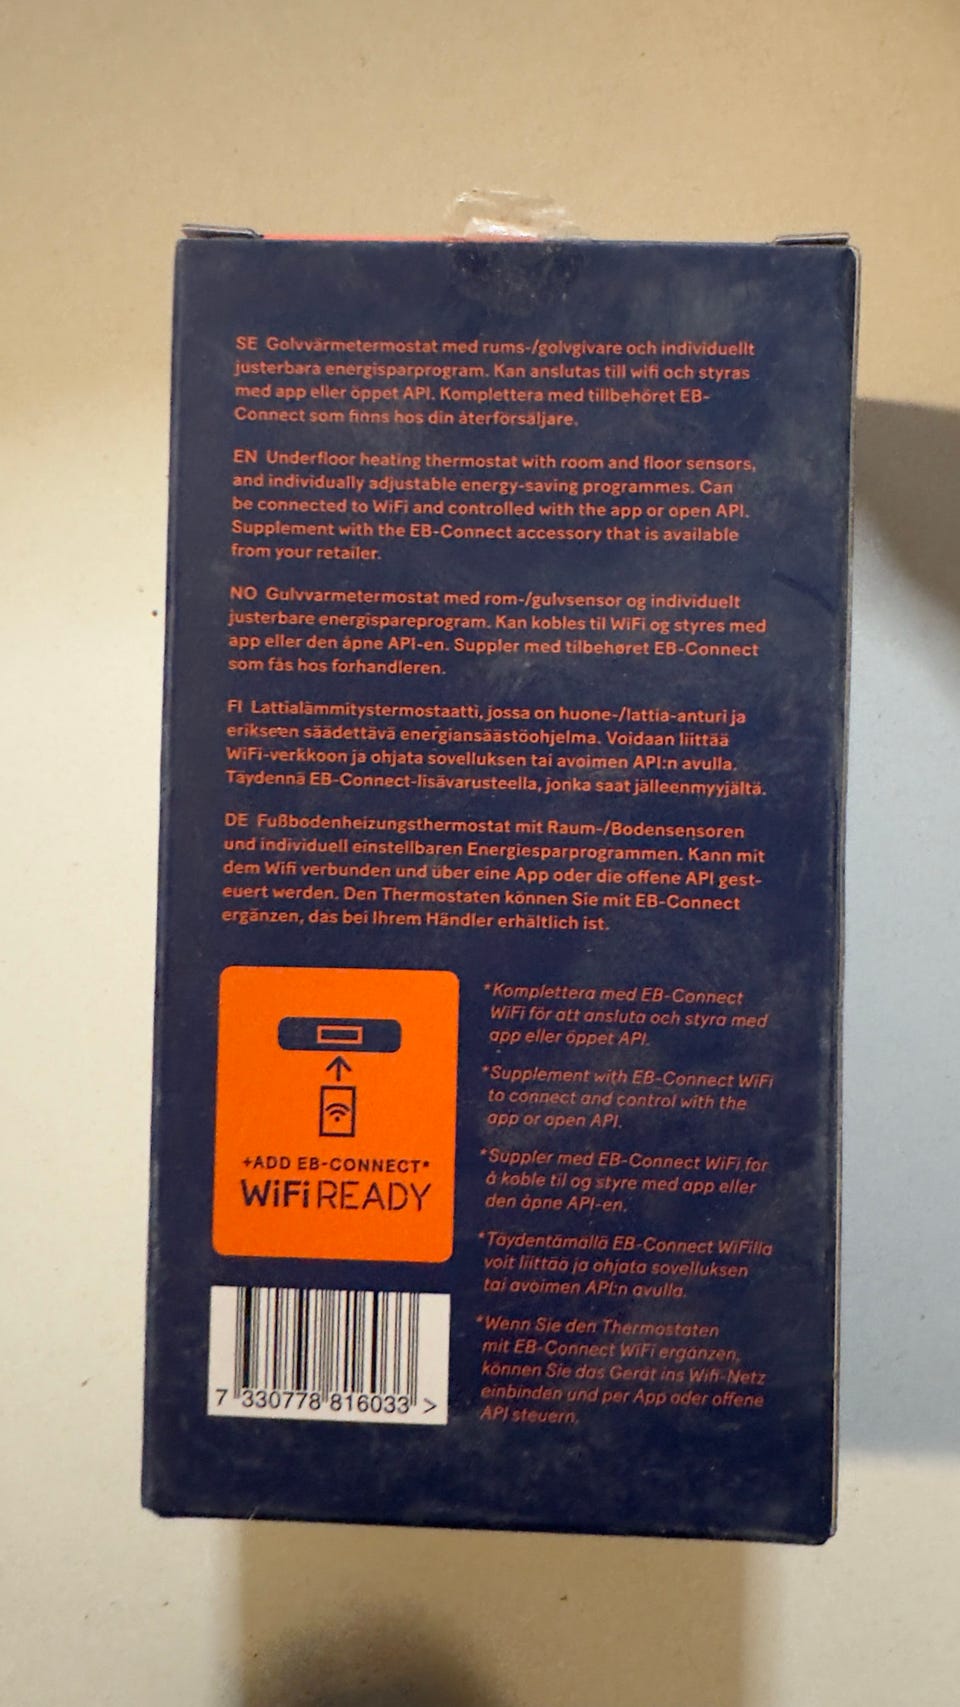 SE Golvvärmetermostat med rums-/golvgivare och individuellt
justerbara energisparprogram. Kan anslutas till wifi och styras
med app eller öppet API. Komplettera med tillbehöret EB-
Connect som finns hos din återförsäljare.
EN Underfloor heating thermostat with room and floor sensors,
and individually adjustable energy-saving programmes. Can
be connected to WiFi and controlled with the app or open API.
Supplement with the EB-Connect accessory that is available
from your retailer.
NO Gulvvarmetermostat med rom-/gulvsensor og individuelt
justerbare energispareprogram. Kan kobles til WiFi og styres med
app eller den åpne API-en. Suppler med tilbehøret EB-Connect
som fås hos forhandleren.
FI Lattialämmitystermostaatti, jossa on huone-/lattia-anturi ja
erikseen säädettävä energiansäästöohjelma. Voidaan liittää
WiFi-verkkoon ja ohjata sovelluksen tai avoimen API:n avulla.
Täydennä EB-Connect-lisävarusteella, jonka saat jälleenmyyjältä.
DE Fußbodenheizungsthermostat mit Raum-/Bodensensoren
und individuell einstellbaren Energiesparprogrammen. Kann mit
dem Wifi verbunden und über eine App oder die offene API gest-
euert werden. Den Thermostaten können Sie mit EB-Connect
ergänzen, das bei Ihrem Händler erhältlich ist.
+ADD EB-CONNECT*
WiFi READY
7 330778 816033 >
*Komplettera med EB-Connect
WiFi för att ansluta och styra med
app eller öppet API.
*Supplement with EB-Connect WiFi
to connect and control with the
app or open API.
*Suppler med EB-Connect WiFi for
å koble til og styre med app eller
den åpne API-en.
*Täydentämällä EB-Connect WiFilla
voit liittää ja ohjata sovelluksen
tai avoimen API:n avulla.
*Wenn Sie den Thermostaten
mit EB-Connect WiFi ergänzen,
können Sie das Gerät ins Wifi-Netz
einbinden und per App oder offene
API steuern.